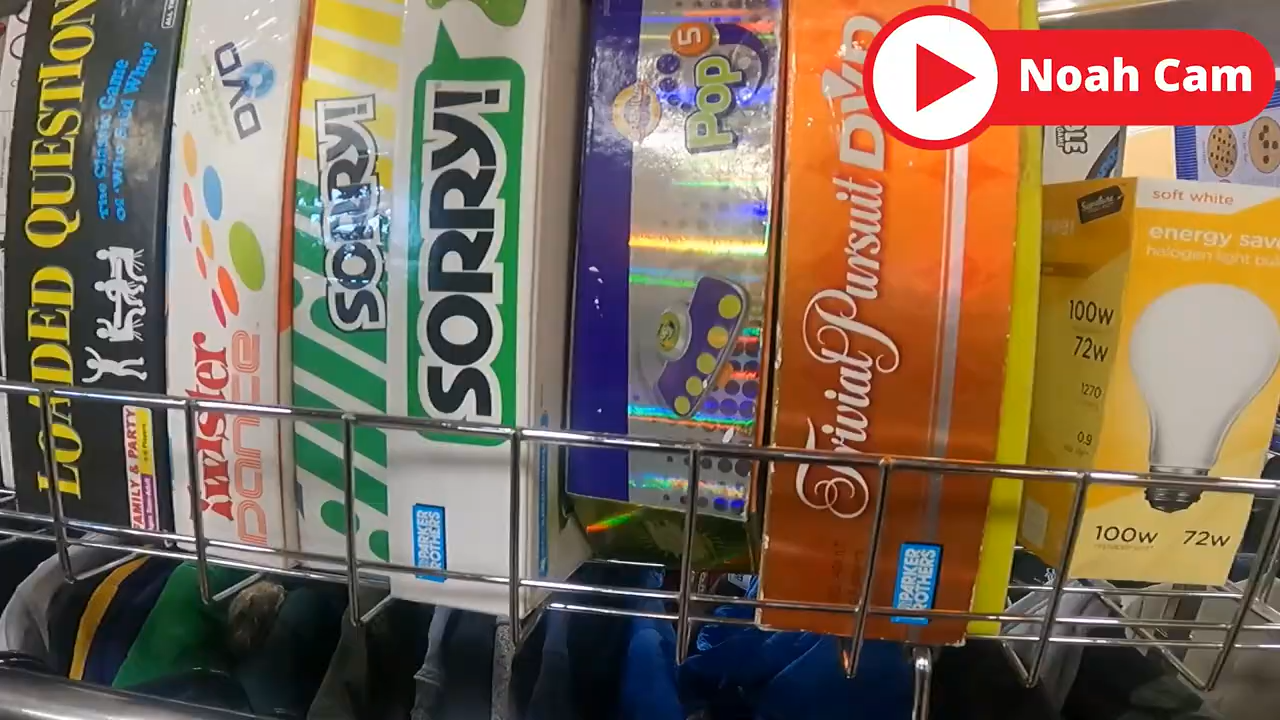 LOADED QUESTION
The Classic Game
Of 'Who Said What?'
FAMILY & PARTY
DVD
Twister
DANCE
SORRY!
SORRY!
PARKER
BROTHERS
Pop
5
Trivial Pursuit DVD
PARKER
BROTHERS
Noah Cam
soft white
energy sav
halogen light bul
100w
72w
1270
0.9
100w
72w